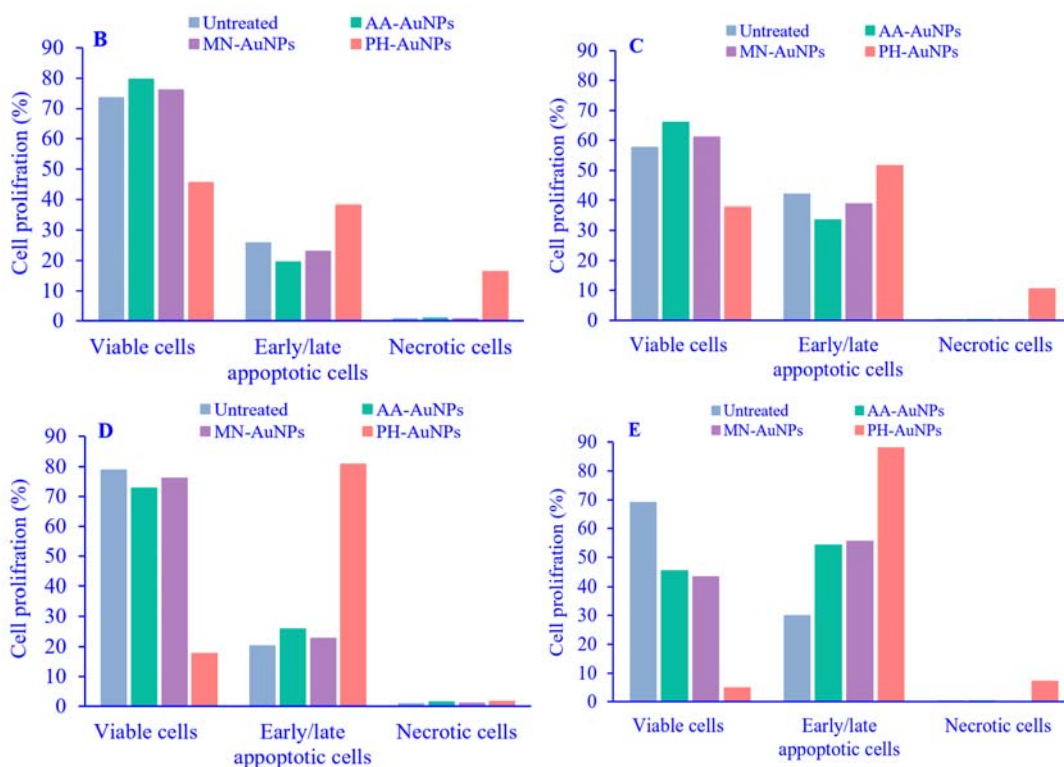 B
Untreated AA-AuNPs
MN-AuNPs PH-AuNPs
Cell prolifration (%)
90
80
70
60
50
40
30
20
10
0
Viable cells Early/late Necrotic cells
appoptotic cells
C
Untreated AA-AuNPs
MN-AuNPs PH-AuNPs
Cell prolifration (%)
90
80
70
60
50
40
30
20
10
0
Viable cells Early/late Necrotic cells
appoptotic cells
D
Untreated AA-AuNPs
MN-AuNPs PH-AuNPs
Cell prolifration (%)
90
80
70
60
50
40
30
20
10
0
Viable cells Early/late Necrotic cells
appoptotic cells
E
Untreated AA-AuNPs
MN-AuNPs PH-AuNPs
Cell prolifration (%)
90
80
70
60
50
40
30
20
10
0
Viable cells Early/late Necrotic cells
appoptotic cells